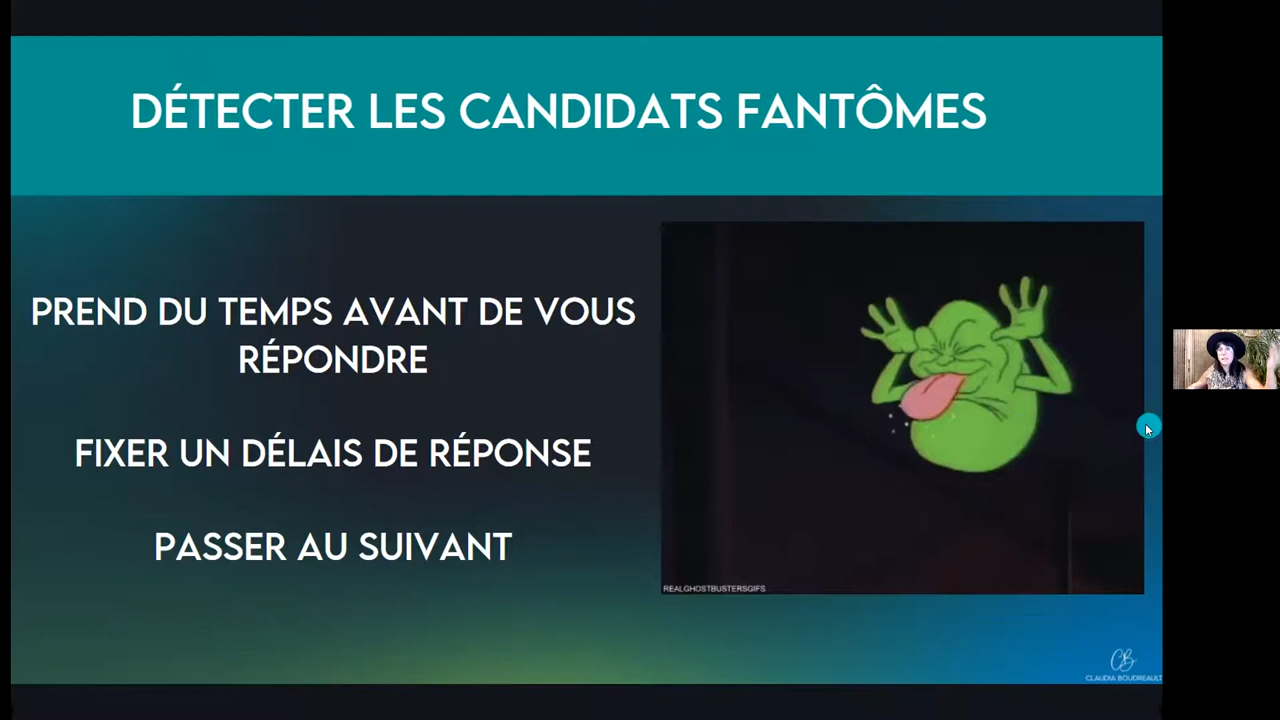 DÉTECTER LES CANDIDATS FANTÔMES
PREND DU TEMPS AVANT DE VOUS
RÉPONDRE
FIXER UN DÉLAIS DE RÉPONSE
PASSER AU SUIVANT
REALGHOSTBUSTERSGIFS
CB
CLAUDIA BOUDREAULT